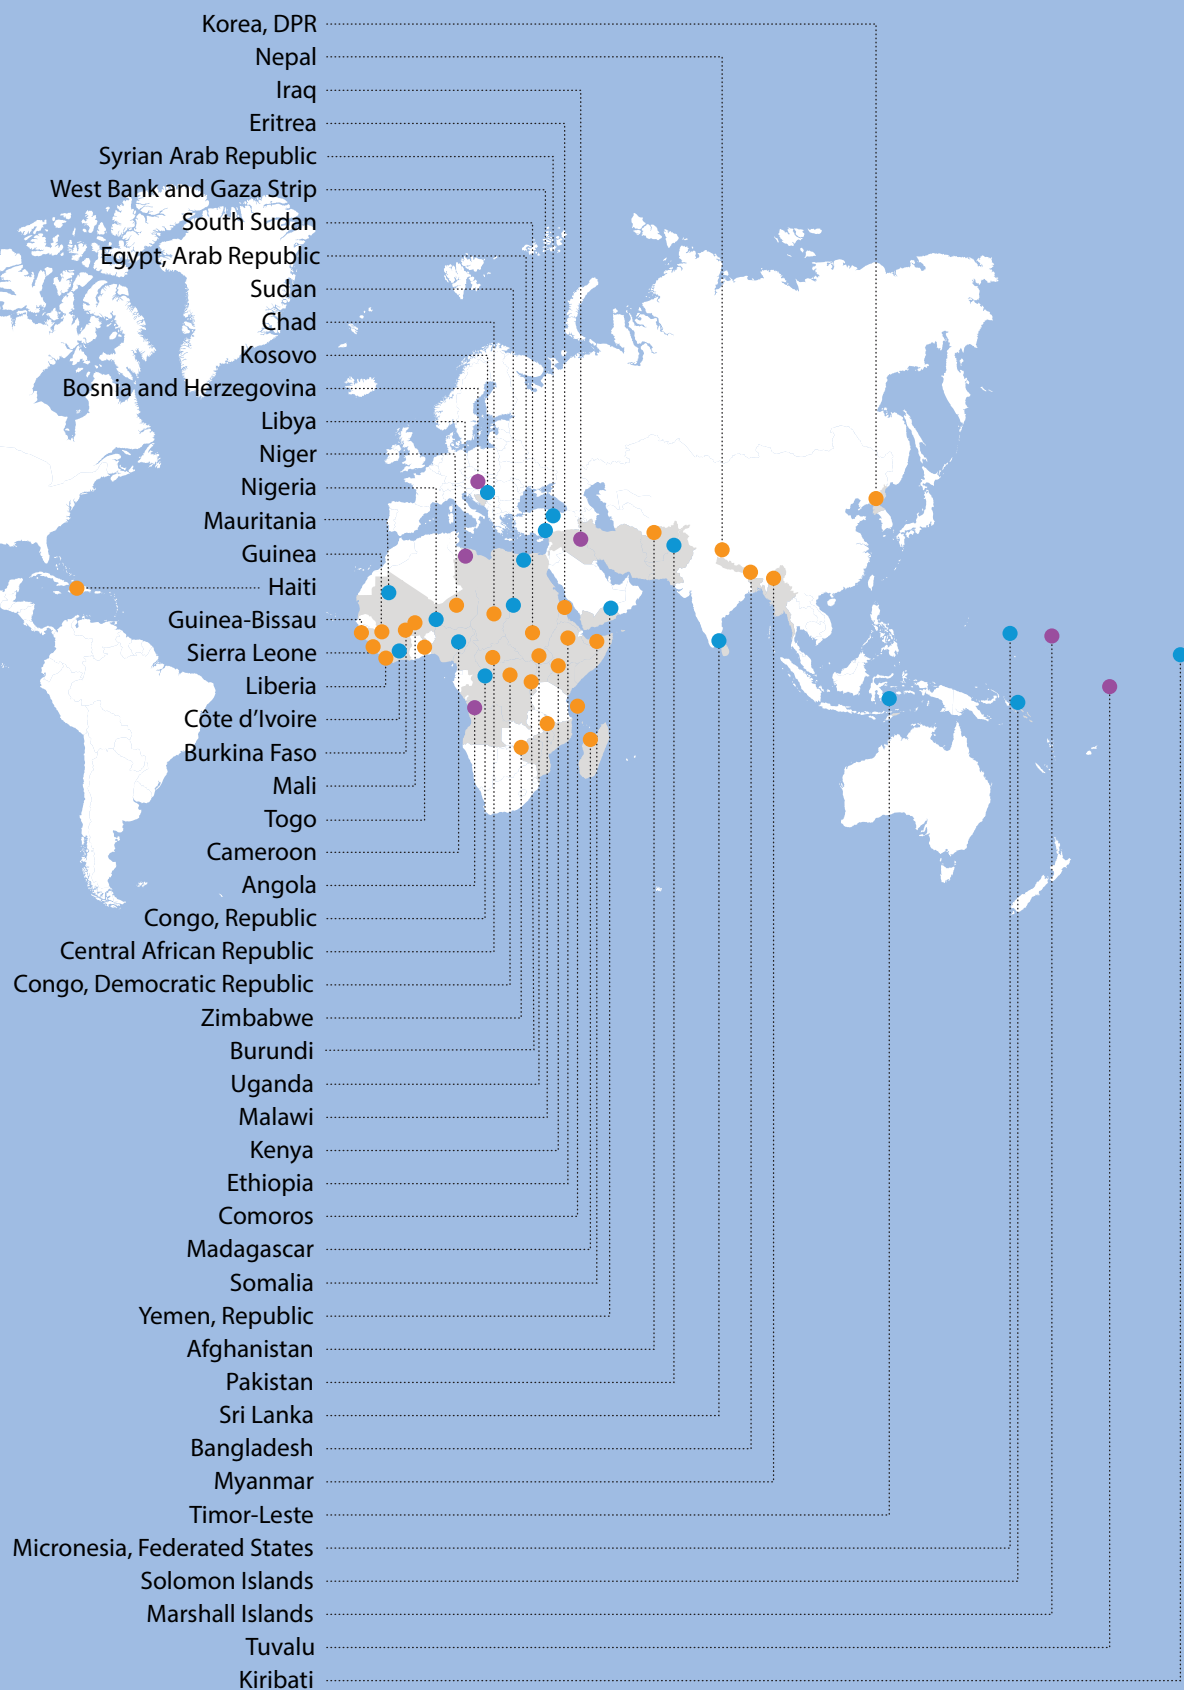 Korea, DPR
Nepal
Iraq
Eritrea
Syrian Arab Republic
West Bank and Gaza Strip
South Sudan
Egypt, Arab Republic
Sudan
Chad
Kosovo
Bosnia and Herzegovina
Libya
Niger
Nigeria
Mauritania
Guinea
Haiti
Guinea-Bissau
Sierra Leone
Liberia
Côte d’Ivoire
Burkina Faso
Mali
Togo
Cameroon
Angola
Congo, Republic
Central African Republic
Congo, Democratic Republic
Zimbabwe
Burundi
Uganda
Malawi
Kenya
Ethiopia
Comoros
Madagascar
Somalia
Yemen, Republic
Afghanistan
Pakistan
Sri Lanka
Bangladesh
Myanmar
Timor-Leste
Micronesia, Federated States
Solomon Islands
Marshall Islands
Tuvalu
Kiribati